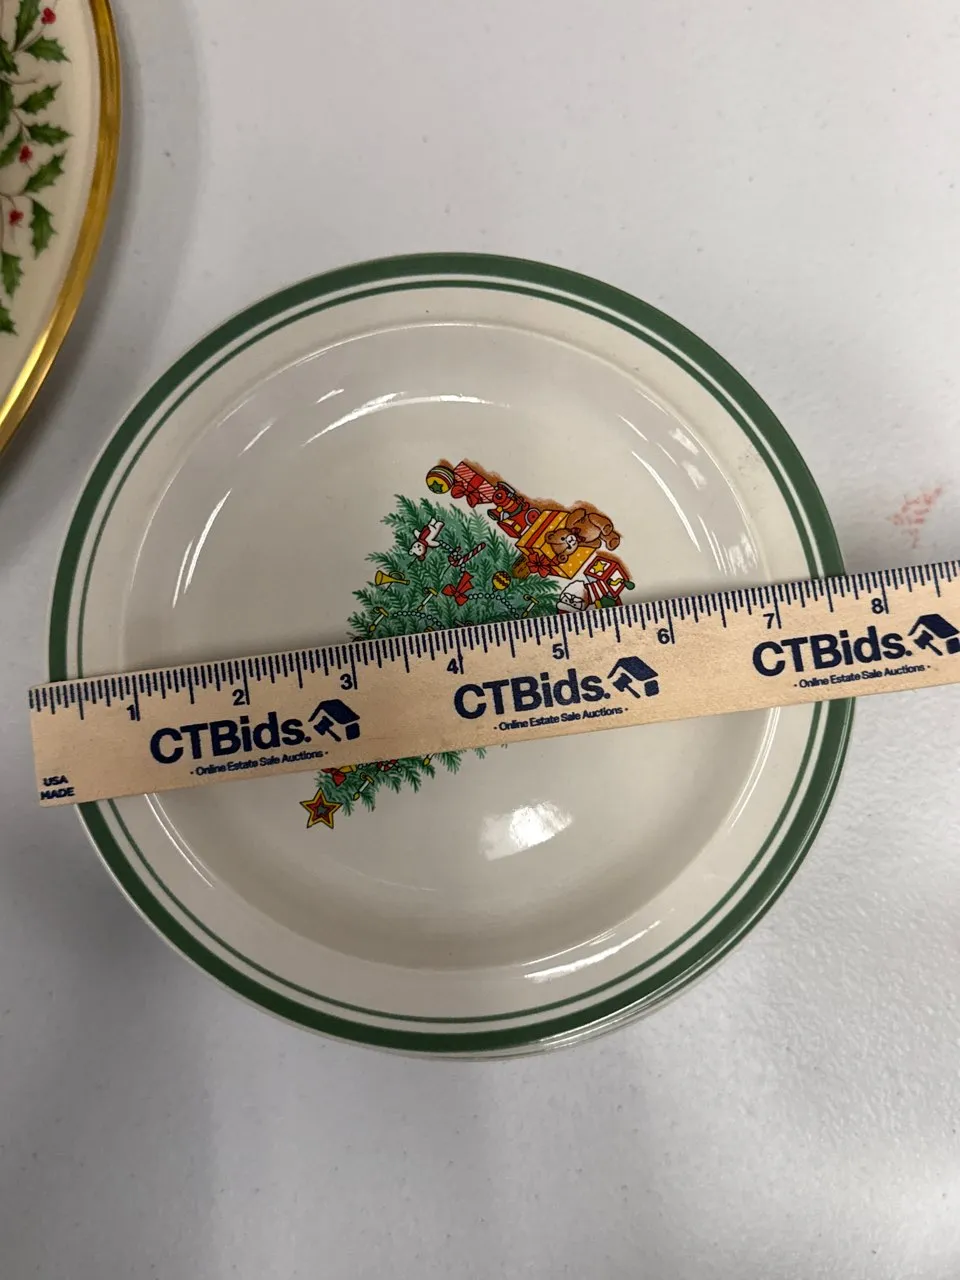 1 2 3 4 5 6 7 8
CTBids.
· Online Estate Sale Auctions ·
CTBids.
· Online Estate Sale Auctions ·
CTBids.
· Online Estate Sale Auctions ·
USA
MADE